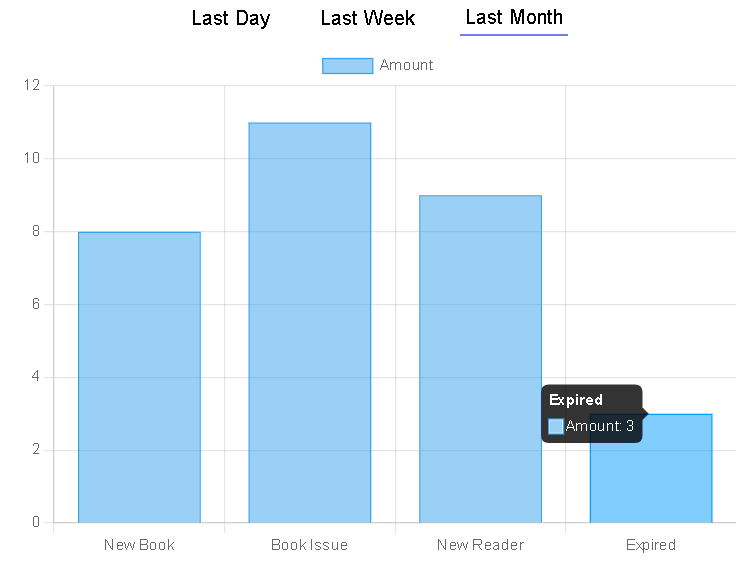 Last Day Last Week Last Month
Amount
12
10
8
6
4
2
0
Expired
Amount: 3
New Book Book Issue New Reader Expired